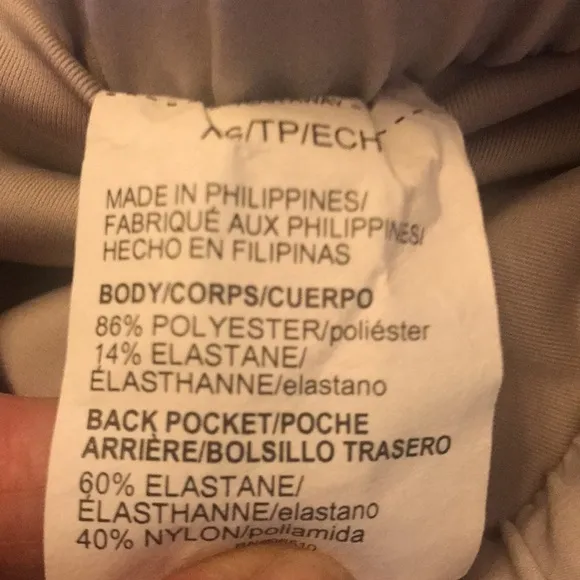 XS/TP/ECH
MADE IN PHILIPPINES/
FABRIQUÉ AUX PHILIPPINES/
HECHO EN FILIPINAS
BODY/CORPS/CUERPO
86% POLYESTER/poliéster
14% ELASTANE/
ÉLASTHANNE/elastano
BACK POCKET/POCHE
ARRIÈRE/BOLSILLO TRASERO
60% ELASTANE/
ÉLASTHANNE/elastano
40% NYLON/poliamida